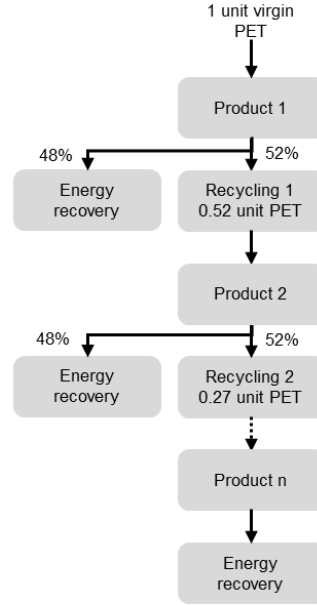 1 unit virgin
PET
Product 1
48%
52%
Energy
recovery
Recycling 1
0.52 unit PET
Product 2
48%
52%
Energy
recovery
Recycling 2
0.27 unit PET
Product n
Energy
recovery